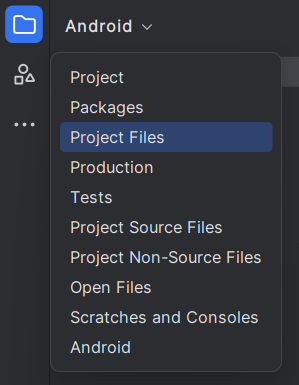 Android
Project
Packages
Project Files
Production
Tests
Project Source Files
Project Non-Source Files
Open Files
Scratches and Consoles
Android